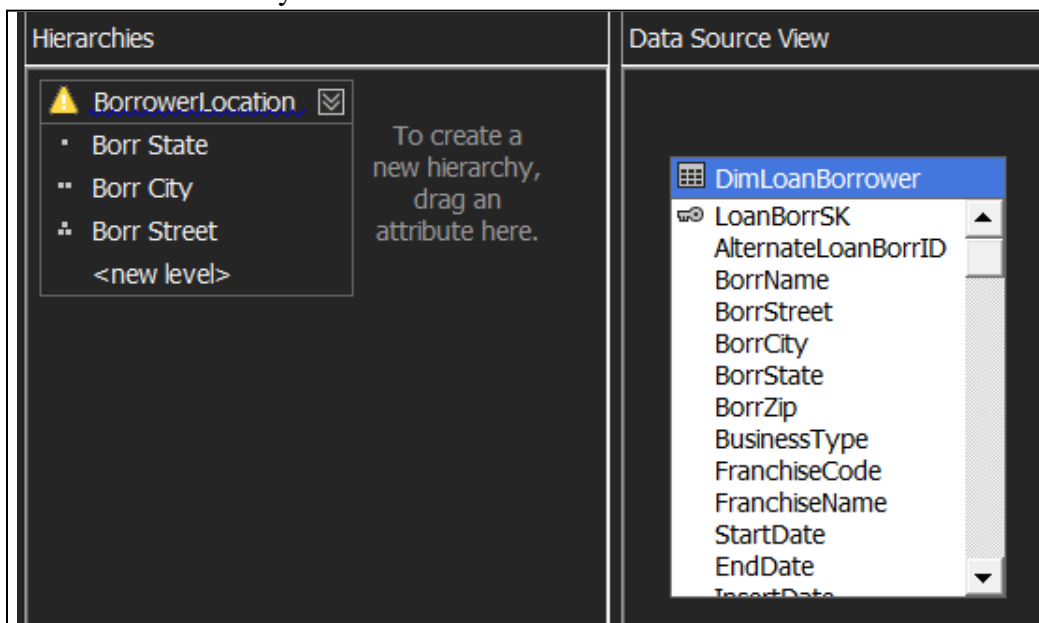 Hierarchies
BorrowerLocation
Borr State
Borr City
Borr Street
<new level>
To create a
new hierarchy,
drag an
attribute here.
Data Source View
DimLoanBorrower
LoanBorrSK
AlternateLoanBorrID
BorrName
BorrStreet
BorrCity
BorrState
BorrZip
BusinessType
FranchiseCode
FranchiseName
StartDate
EndDate
InsertDate